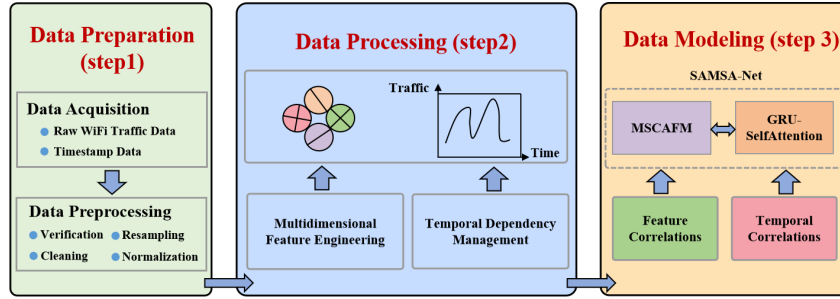 Data Preparation
(step1)
Data Acquisition
Raw WiFi Traffic Data
Timestamp Data
Data Preprocessing
Verification
Resampling
Cleaning
Normalization
Data Processing (step2)
Traffic
Time
Multidimensional
Feature Engineering
Temporal Dependency
Management
Data Modeling (step 3)
SAMSA-Net
MSCAFM
GRU-
SelfAttention
Feature
Correlations
Temporal
Correlations